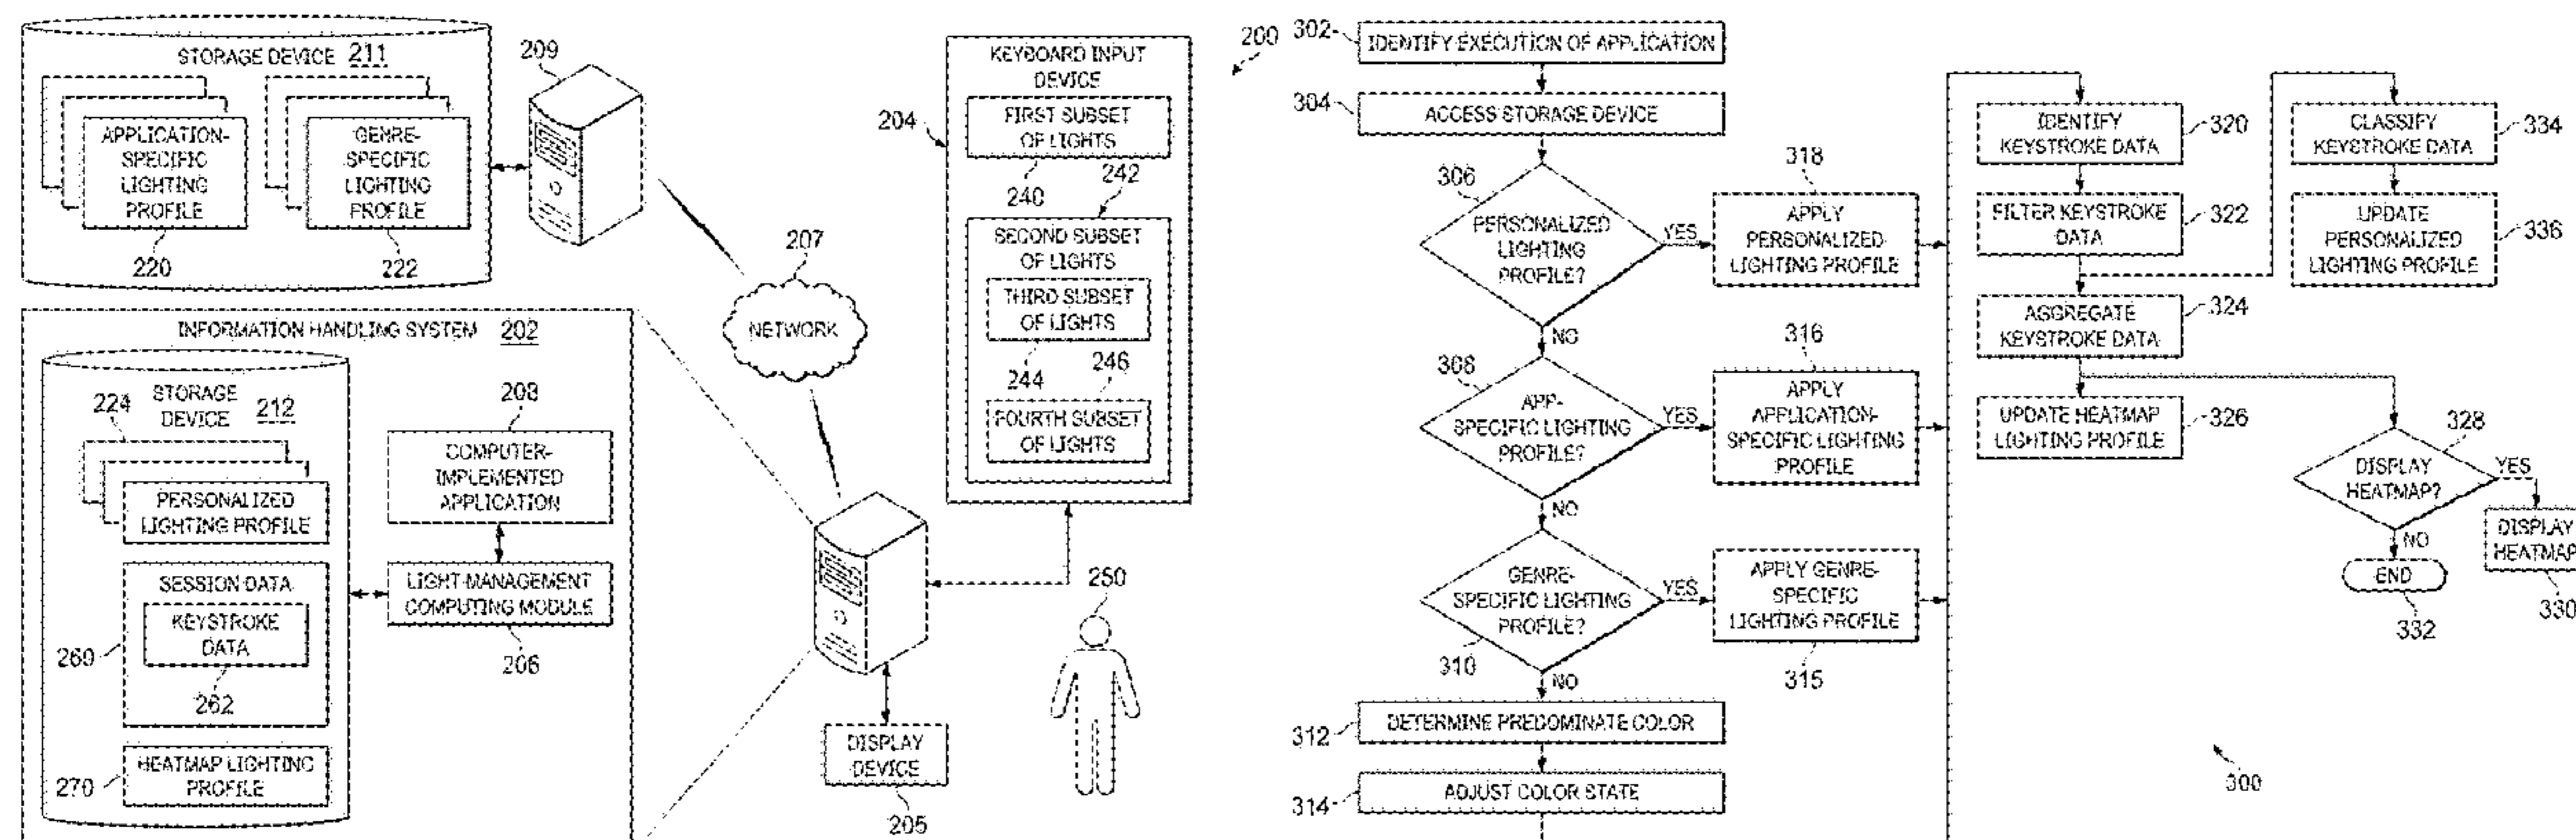 STORAGE DEVICE 211
APPLICATION-
SPECIFIC
LIGHTING
PROFILE
220
GENRE-
SPECIFIC
LIGHTING
PROFILE
222
209
207
NETWORK
INFORMATION HANDLING SYSTEM 202
STORAGE
DEVICE 212
224
PERSONALIZED
LIGHTING PROFILE
SESSION DATA
KEYSTROKE
DATA
262
269
HEATMAP LIGHTING
PROFILE
270
208
COMPUTER-
IMPLEMENTED
APPLICATION
LIGHT MANAGEMENT
COMPUTING MODULE
206
200
204
KEYBOARD INPUT
DEVICE
FIRST SUBSET
OF LIGHTS
240
242
SECOND SUBSET
OF LIGHTS
THIRD SUBSET
OF LIGHTS
244
246
FOURTH SUBSET
OF LIGHTS
250
DISPLAY
DEVICE
205
302
IDENTIFY EXECUTION OF APPLICATION
304
ACCESS STORAGE DEVICE
306
PERSONALIZED
LIGHTING
PROFILE?
YES
NO
318
APPLY
PERSONALIZED
LIGHTING PROFILE
308
APP-
SPECIFIC LIGHTING
PROFILE?
YES
NO
316
APPLY
APPLICATION-
SPECIFIC LIGHTING
PROFILE
GENRE-
SPECIFIC LIGHTING
PROFILE?
310
YES
NO
APPLY GENRE-
SPECIFIC
LIGHTING PROFILE
315
312
DETERMINE PREDOMINATE COLOR
314
ADJUST COLOR STATE
IDENTIFY
KEYSTROKE DATA
320
FILTER KEYSTROKE
DATA
322
AGGREGATE
KEYSTROKE DATA
324
UPDATE HEATMAP
LIGHTING PROFILE
326
CLASSIFY
KEYSTROKE DATA
334
UPDATE
PERSONALIZED
LIGHTING PROFILE
336
328
DISPLAY
HEATMAP?
YES
NO
DISPLAY
HEATMAP
330
END
332
300